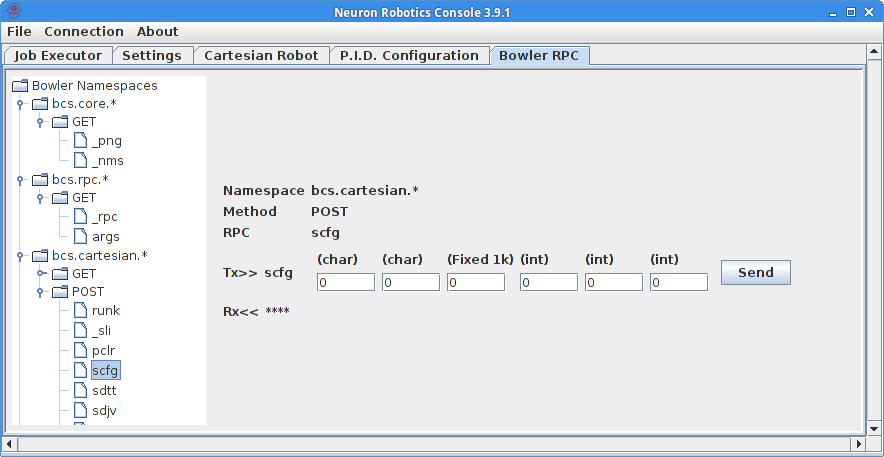 Neuron Robotics Console 3.9.1
File Connection About
Job Executor Settings Cartesian Robot P.I.D. Configuration Bowler RPC
Bowler Namespaces
bcs.core.*
GET
_png
_nms
bcs.rpc.*
GET
_rpc
args
bcs.cartesian.*
GET
POST
runk
_sli
pclr
scfg
sdtt
sdjv
Namespace bcs.cartesian.*
Method POST
RPC scfg
(char) (char) (Fixed 1k) (int) (int) (int)
Tx>> scfg 0 0 0 0 0 0 Send
Rx<< ****